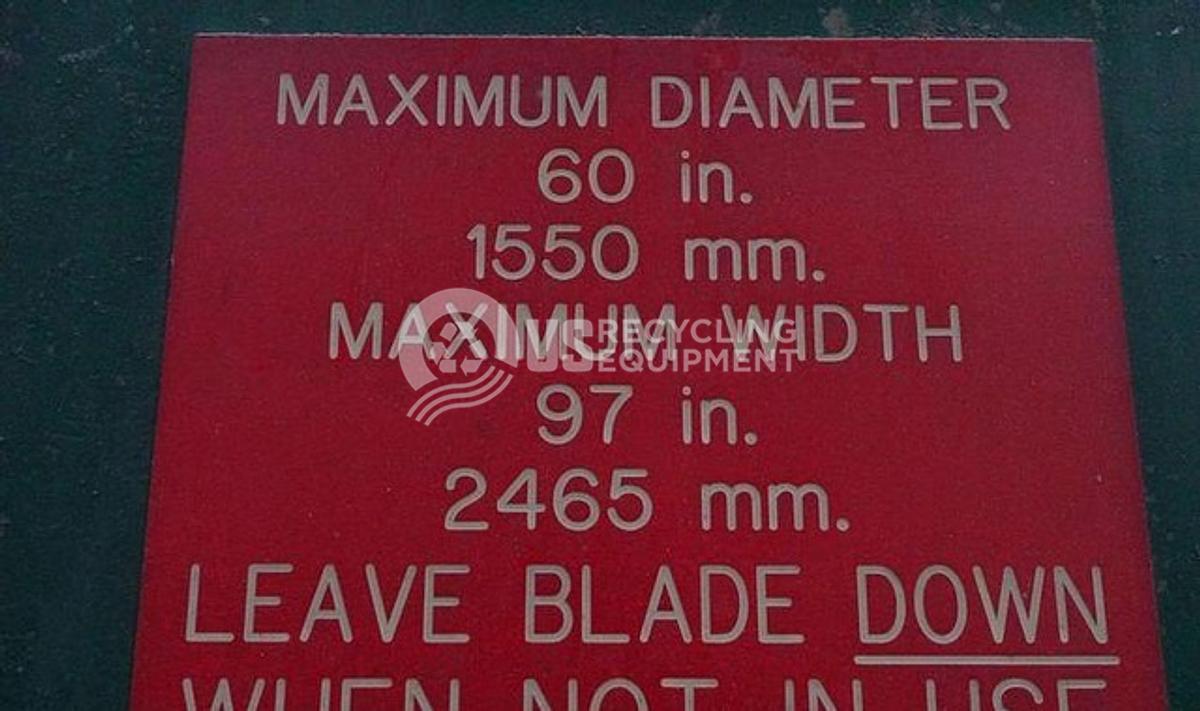 MAXIMUM DIAMETER
60 in.
1550 mm.
MAXIMUM WIDTH
US RECYCLING
EQUIPMENT
97 in.
2465 mm.
LEAVE BLADE DOWN
WHEN NOT IN USE